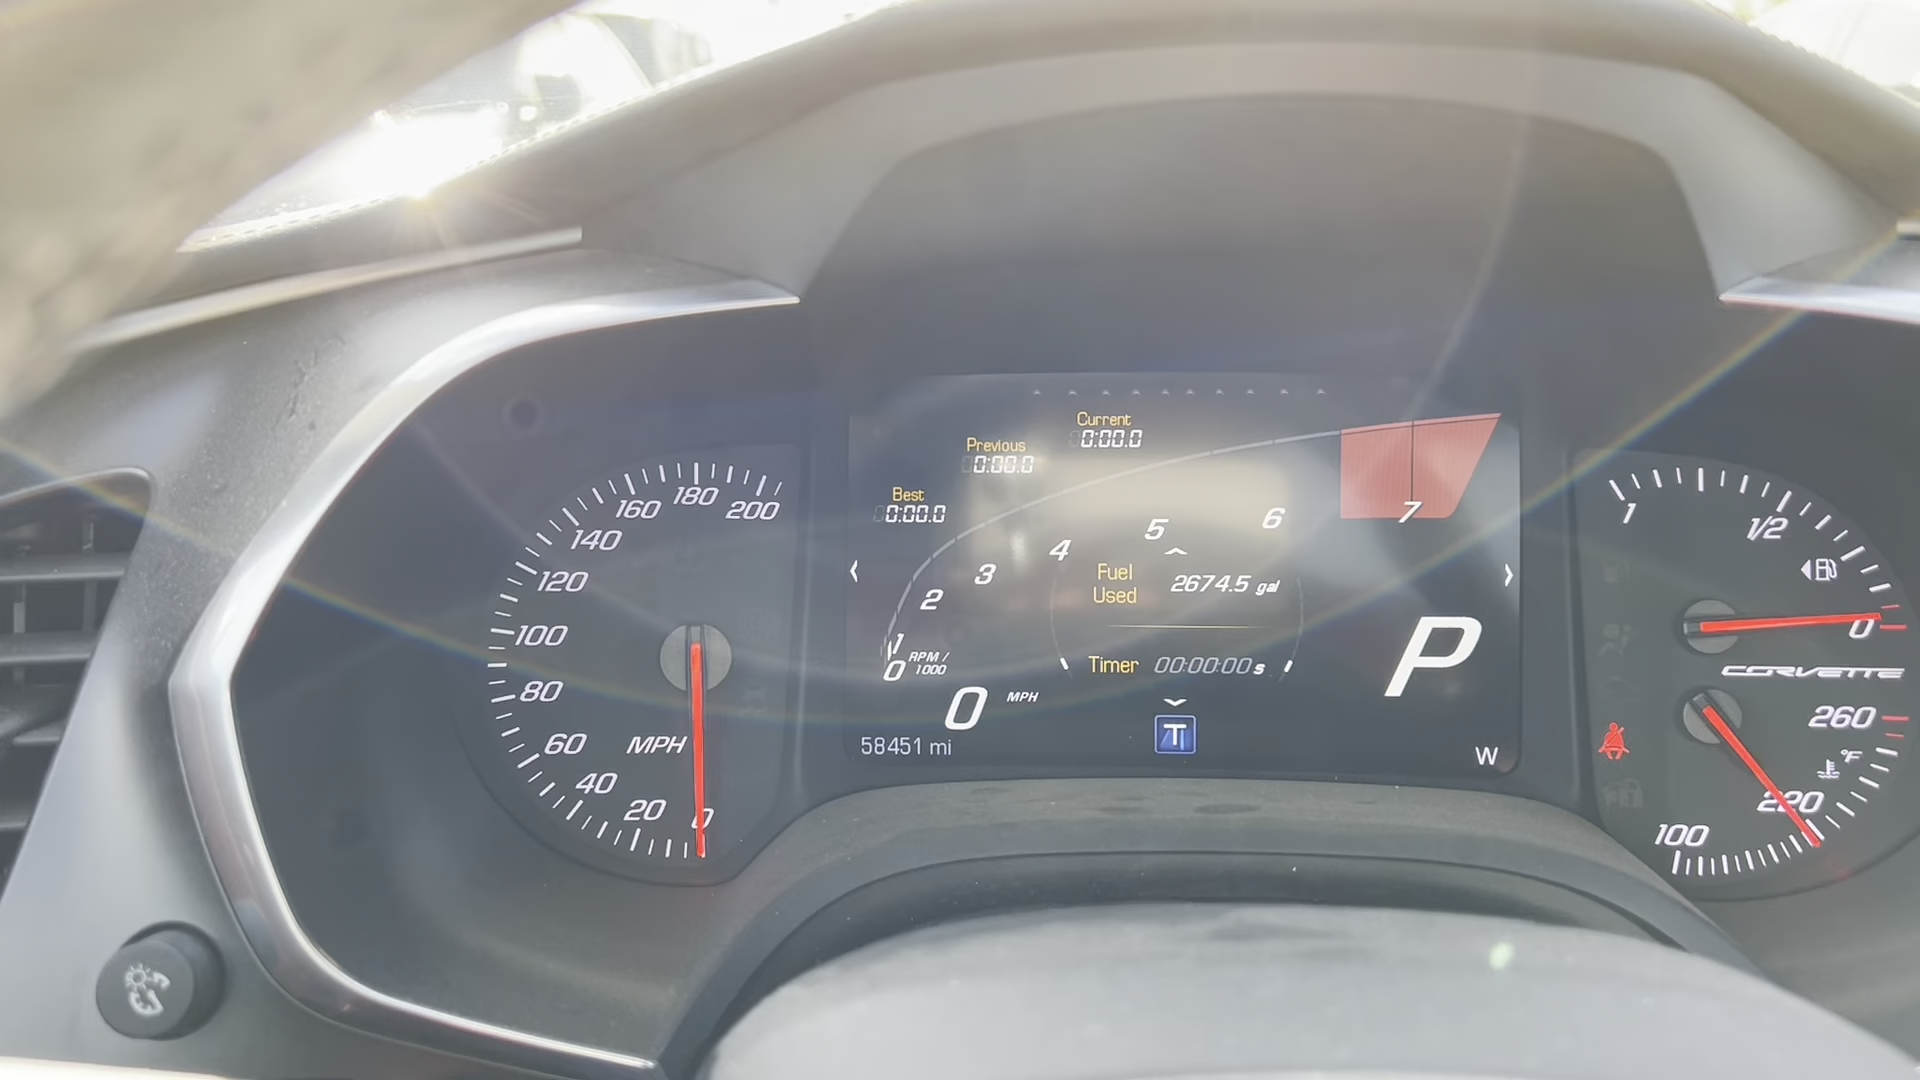 Current
0:00.0
Previous
0:00.0
Best
0:00.0
0
1
2
3
4
5
6
7
RPM /
1000
Fuel
Used
2674.5 gal
Timer 00:00:00 s
0 MPH
58451 mi
T
P
W
0
20
40
60
80
100
120
140
160
180
200
MPH
1
1/2
0
CORVETTE
260
°F
220
100